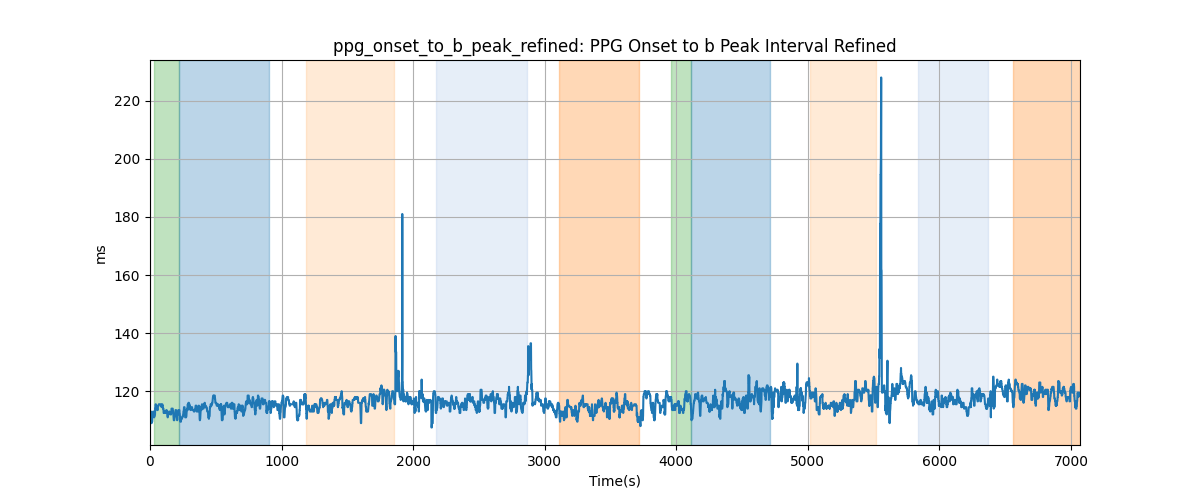 ppg_onset_to_b_peak_refined: PPG Onset to b Peak Interval Refined
ms
220
200
180
160
140
120
0 1000 2000 3000 4000 5000 6000 7000
Time(s)